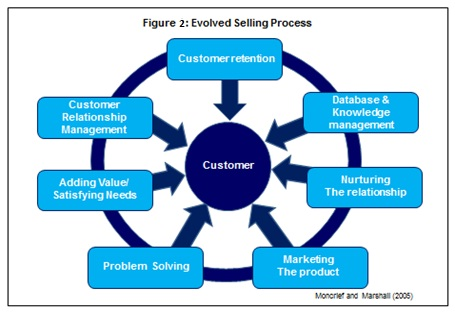 Figure 2: Evolved Selling Process
Customer retention
Database &
Knowledge
management
Nurturing
The relationship
Marketing
The product
Problem Solving
Adding Value/
Satisfying Needs
Customer
Relationship
Management
Customer
Moncrief and Marshall (2005)